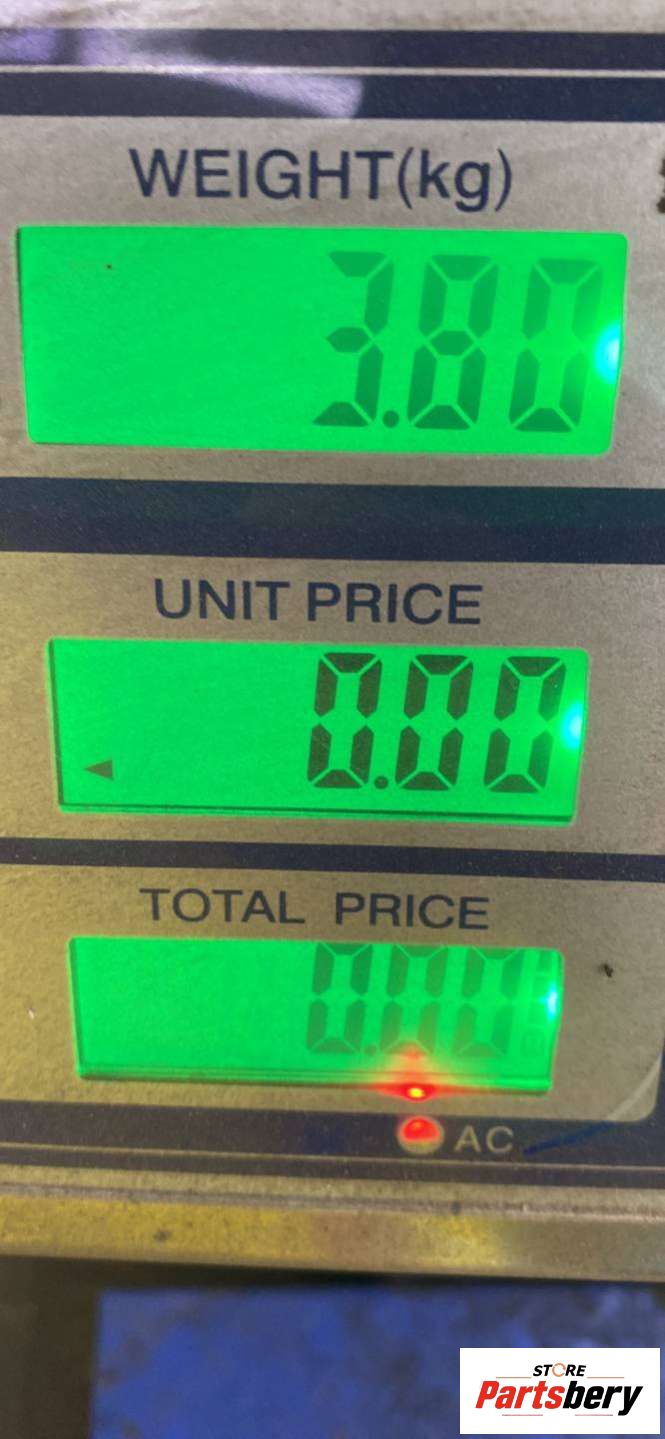 WEIGHT(kg)
3.80
UNIT PRICE
0.00
TOTAL PRICE
0.00
AC
STORE
Partsbery